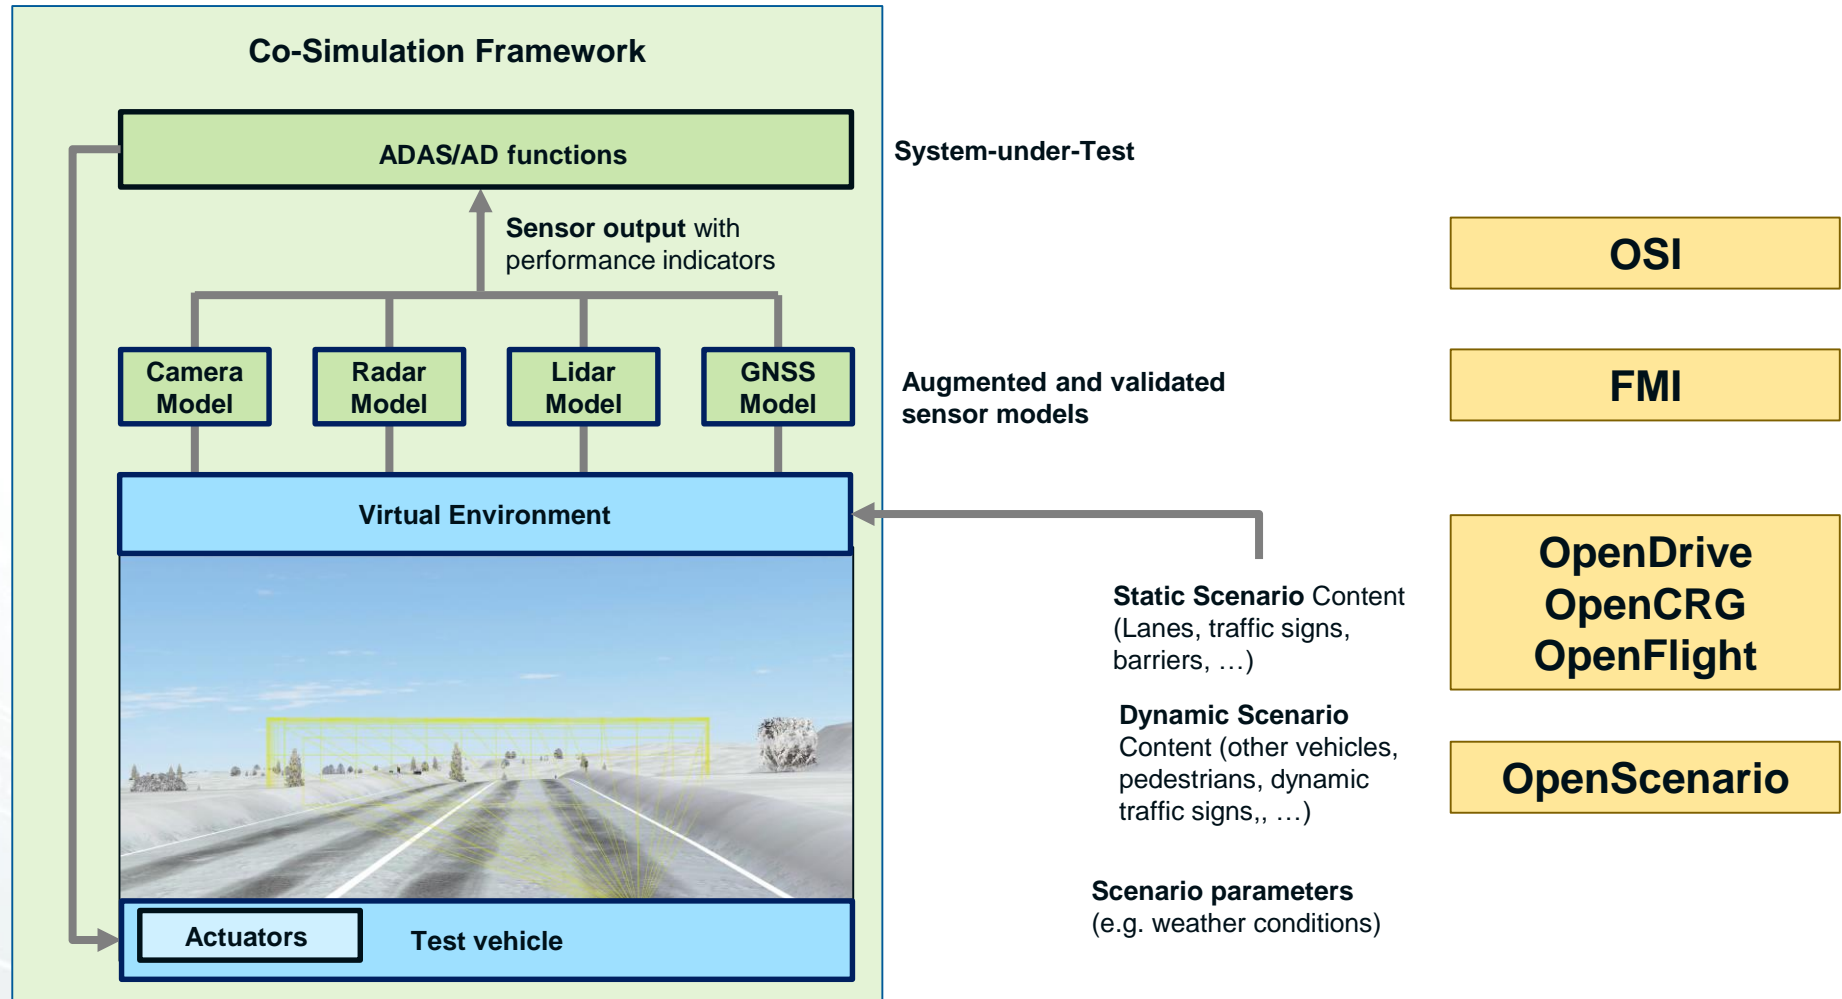 Co-Simulation Framework
ADAS/AD functions
System-under-Test
Sensor output with
performance indicators
OSI
Camera
Model
Radar
Model
Lidar
Model
GNSS
Model
Augmented and validated
sensor models
FMI
Virtual Environment
Static Scenario Content
(Lanes, traffic signs,
barriers, …)
OpenDrive
OpenCRG
OpenFlight
Dynamic Scenario
Content (other vehicles,
pedestrians, dynamic
traffic signs,, …)
OpenScenario
Scenario parameters
(e.g. weather conditions)
Actuators
Test vehicle